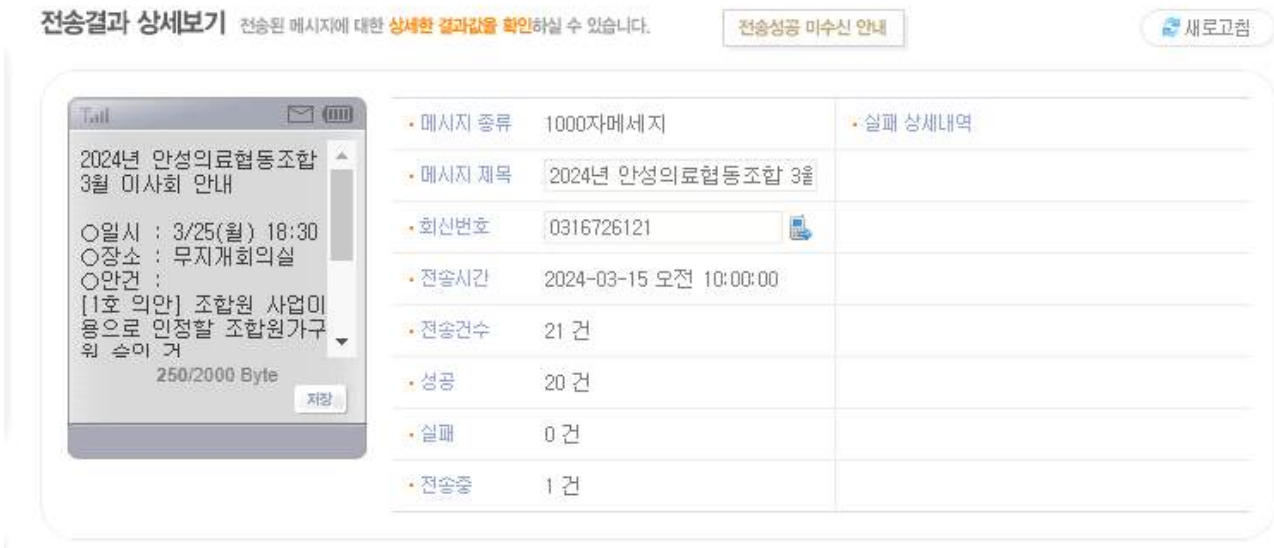 전송결과 상세보기 전송된 메시지에 대한 상세한 결과값을 확인하실 수 있습니다. 전송성공 미수신 안내 새로고침
2024년 안성의료협동조합
3월 이사회 안내
○일시 : 3/25(월) 18:30
○장소 : 무지개회의실
○안건 :
[1호 의안] 조합원 사업이
용으로 인정할 조합원가구
250/2000 Byte
저장
메시지 종류 1000자메세지 실패 상세내역
메시지 제목 2024년 안성의료협동조합 3월
회신번호 0316726121
전송시간 2024-03-15 오전 10:00:00
전송건수 21 건
성공 20 건
실패 0 건
전송중 1 건